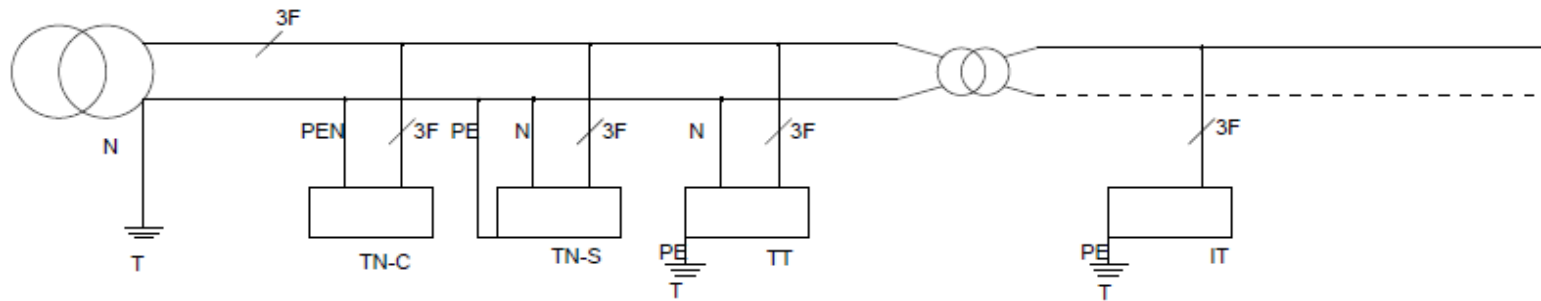 3F
PEN 3F PE N 3F N 3F 3F
N
PE PE
TN-C TN-S TT IT
T T T